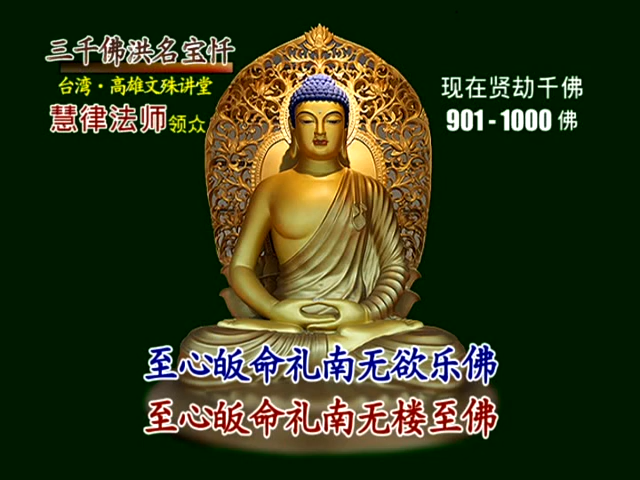 三千佛洪名宝忏
台湾·高雄文殊讲堂
慧律法师领众
现在贤劫千佛
901-1000佛
至心皈命礼南无欲乐佛
至心皈命礼南无楼至佛